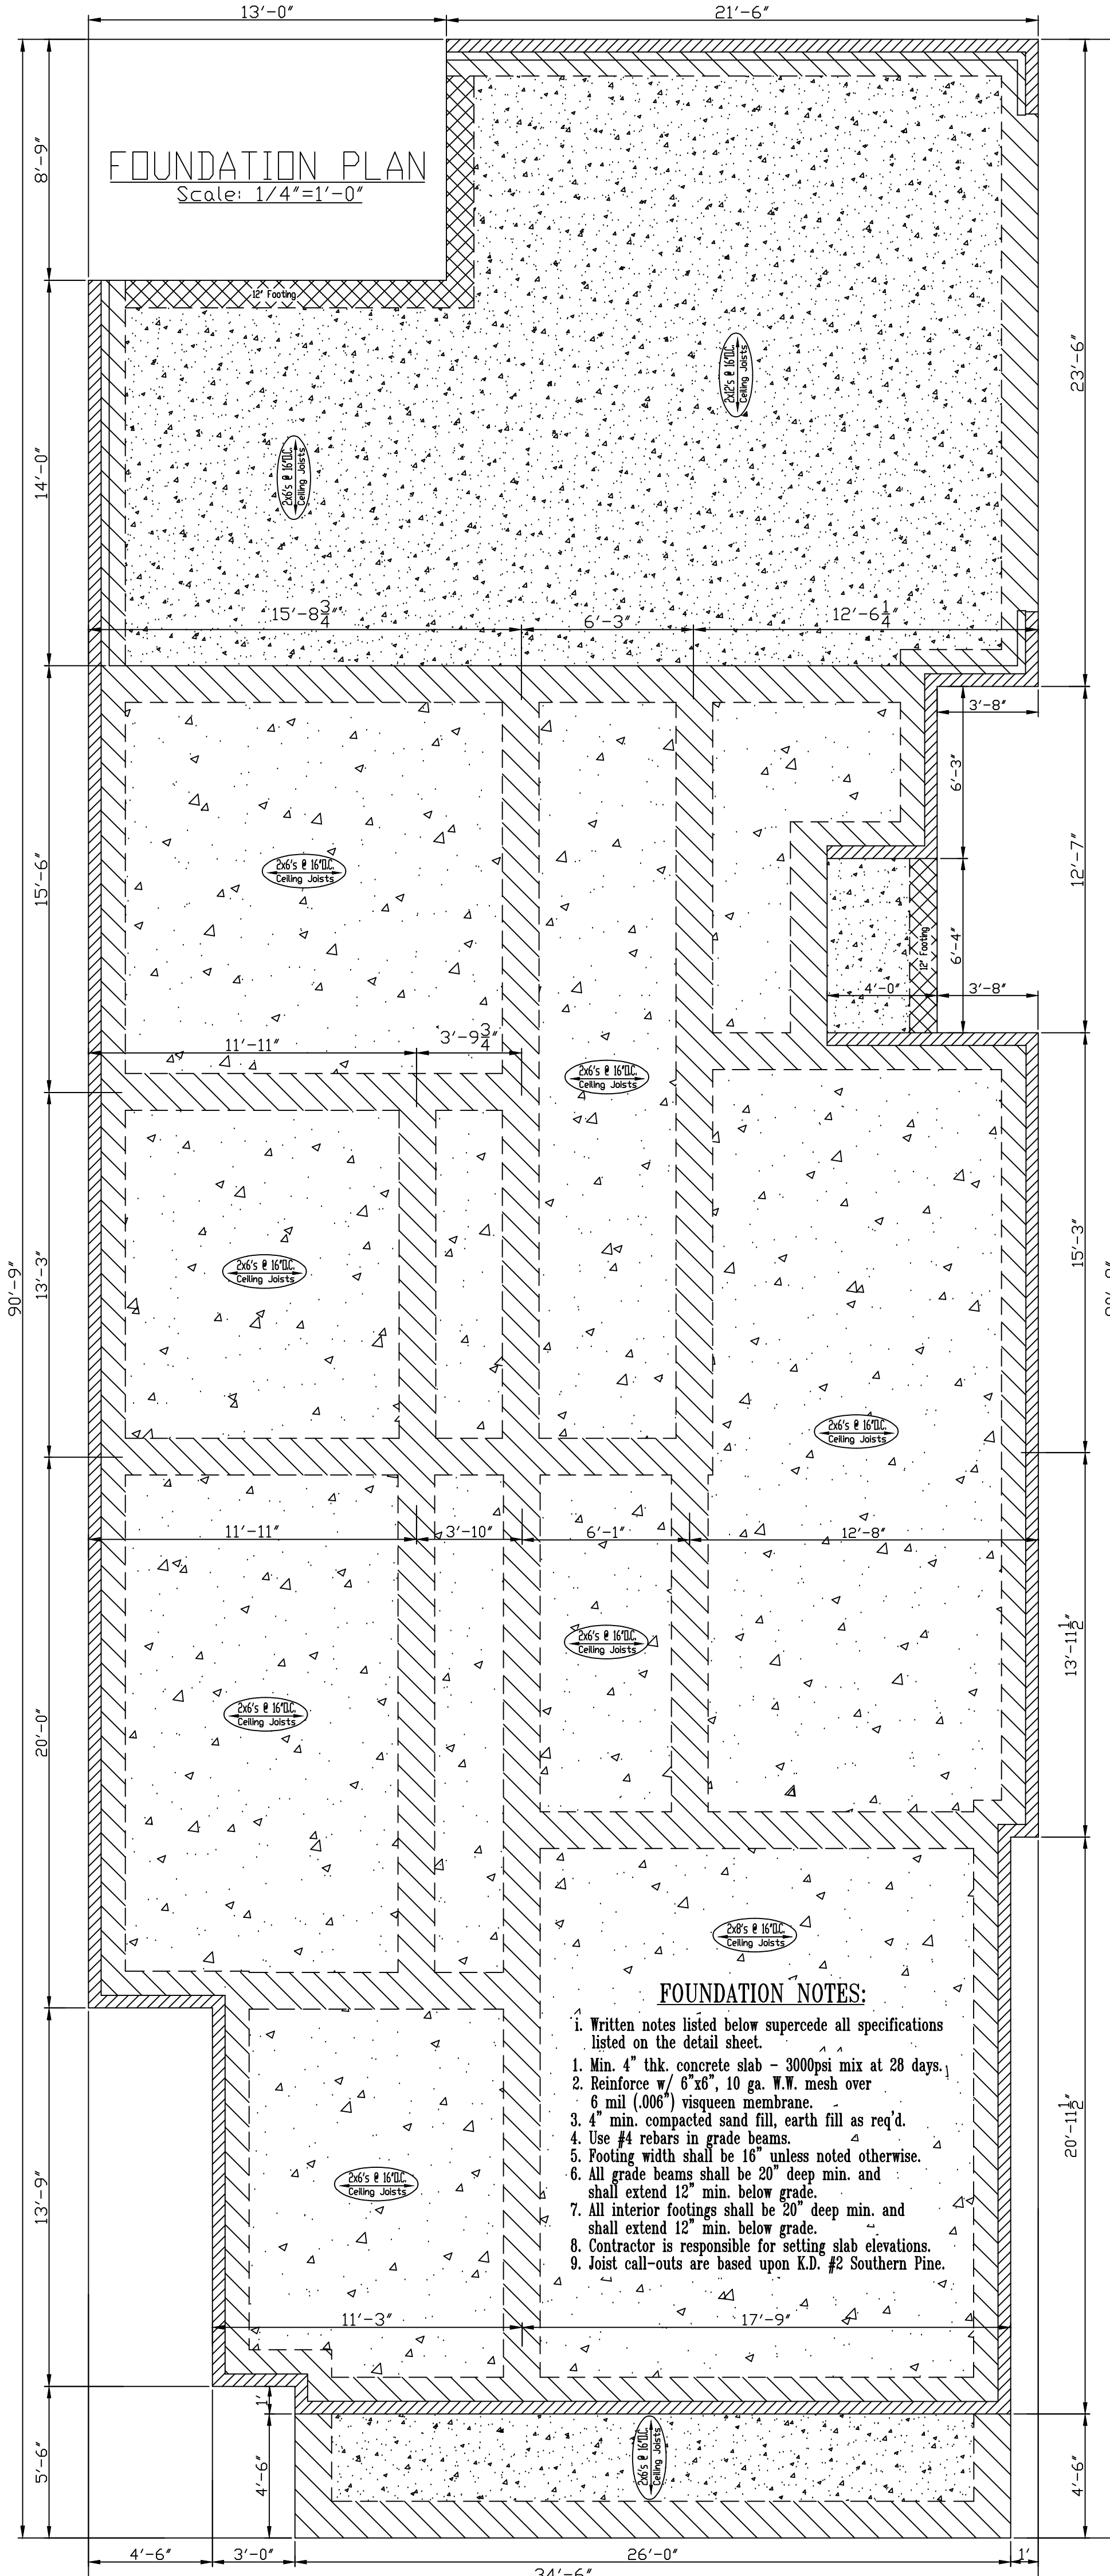 13'-0"
21'-6"
FOUNDATION PLAN
Scale: 1/4"=1'-0"
8'-9"
12" Footing
23'-6"
2x12's @ 16"O.C.
Ceiling Joists
2x6's @ 16"O.C.
Ceiling Joists
14'-0"
15'-8 3/4"
6'-3"
12'-6 1/4"
3'-8"
6'-3"
12'-7"
15'-6"
2x6's @ 16"O.C.
Ceiling Joists
12" Footing
6'-4"
4'-0"
3'-8"
11'-11"
3'-9 3/4"
2x6's @ 16"O.C.
Ceiling Joists
90'-9"
13'-3"
15'-3"
2x6's @ 16"O.C.
Ceiling Joists
2x6's @ 16"O.C.
Ceiling Joists
11'-11"
3'-10"
6'-1"
12'-8"
13'-11 1/2"
2x6's @ 16"O.C.
Ceiling Joists
2x6's @ 16"O.C.
Ceiling Joists
20'-0"
2x8's @ 16"O.C.
Ceiling Joists
FOUNDATION NOTES:
i. Written notes listed below supercede all specifications
listed on the detail sheet.
1. Min. 4" thk. concrete slab - 3000psi mix at 28 days.
2. Reinforce w/ 6"x6", 10 ga. W.W. mesh over
6 mil (.006") visqueen membrane.
3. 4" min. compacted sand fill, earth fill as req'd.
4. Use #4 rebars in grade beams.
5. Footing width shall be 16" unless noted otherwise.
6. All grade beams shall be 20" deep min. and
shall extend 12" min. below grade.
7. All interior footings shall be 20" deep min. and
shall extend 12" min. below grade.
8. Contractor is responsible for setting slab elevations.
9. Joist call-outs are based upon K.D. #2 Southern Pine.
20'-11 1/2"
13'-9"
2x6's @ 16"O.C.
Ceiling Joists
11'-3"
17'-9"
1'
5'-6"
4'-6"
2x6's @ 16"O.C.
Ceiling Joists
4'-6"
4'-6"
3'-0"
26'-0"
1'
34'-6"